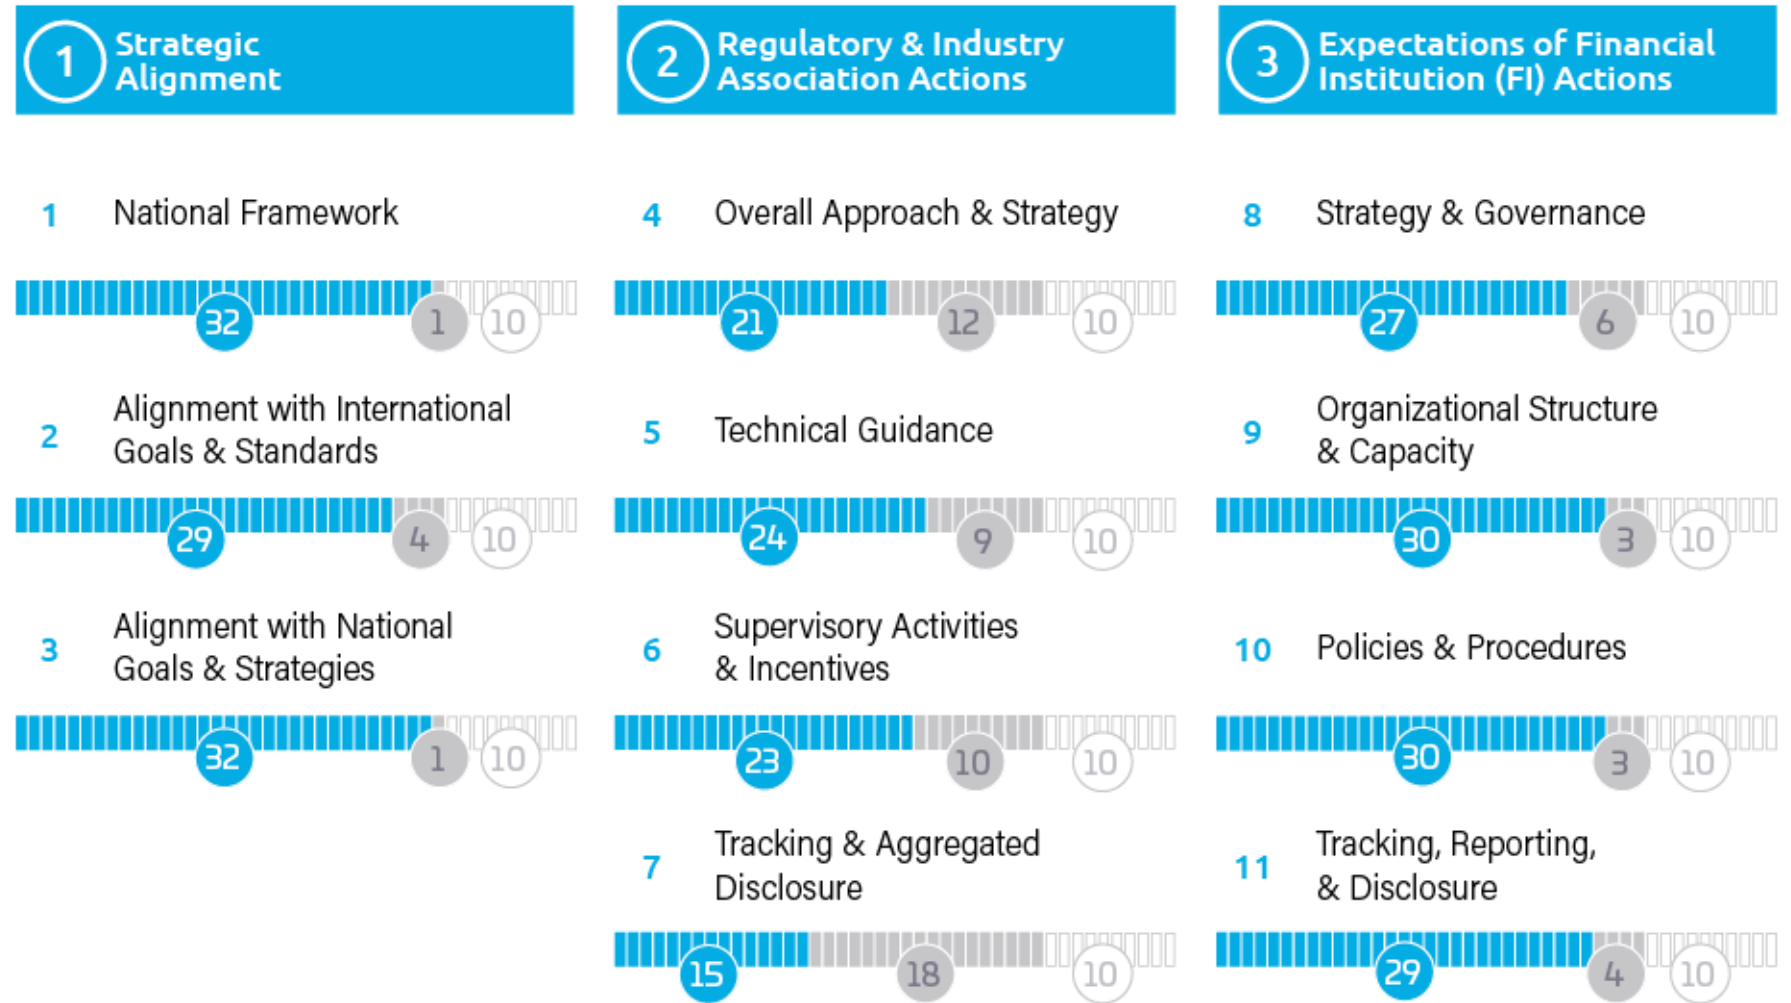 1 Strategic
Alignment
1 National Framework
32 1 10
2 Alignment with International
Goals & Standards
29 4 10
3 Alignment with National
Goals & Strategies
32 1 10
2 Regulatory & Industry
Association Actions
4 Overall Approach & Strategy
21 12 10
5 Technical Guidance
24 9 10
6 Supervisory Activities
& Incentives
23 10 10
7 Tracking & Aggregated
Disclosure
15 18 10
3 Expectations of Financial
Institution (FI) Actions
8 Strategy & Governance
27 6 10
9 Organizational Structure
& Capacity
30 3 10
10 Policies & Procedures
30 3 10
11 Tracking, Reporting,
& Disclosure
29 4 10